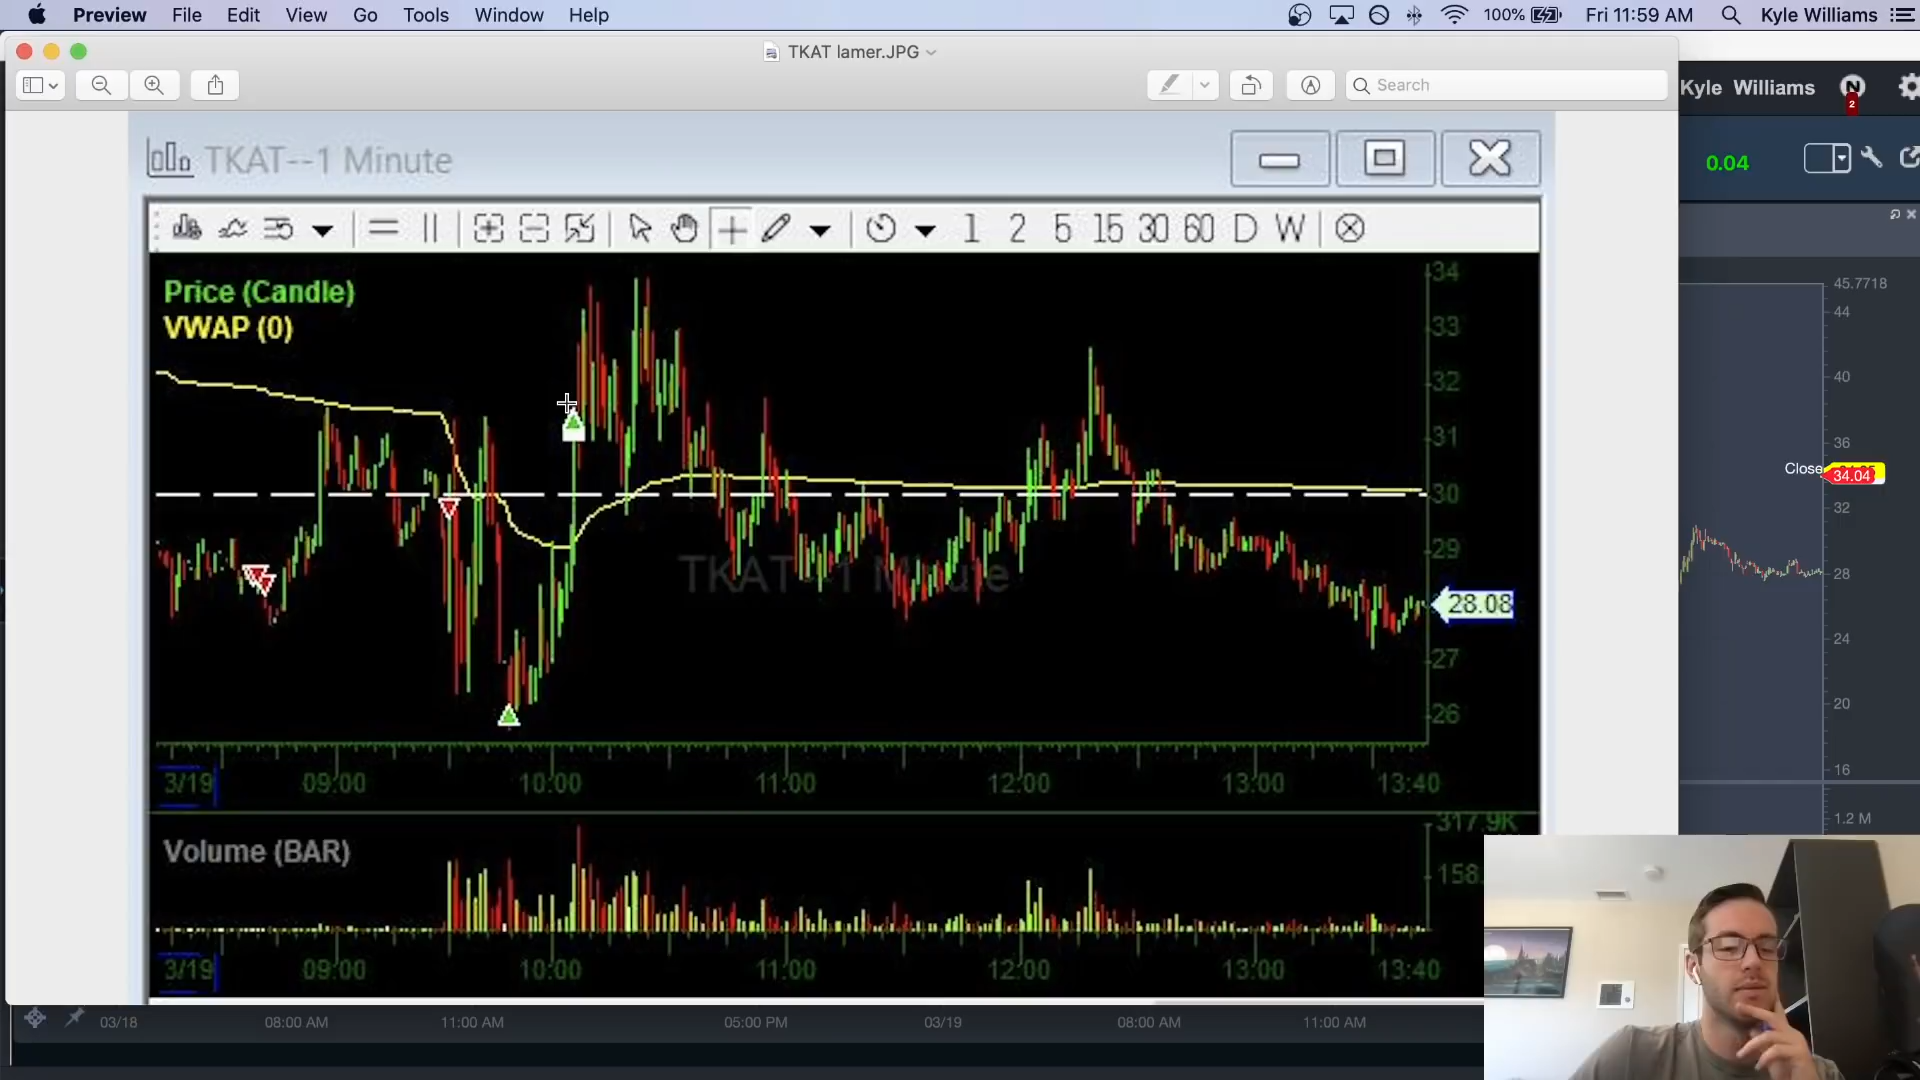 Preview File Edit View Go Tools Window Help 100% Fri 11:59 AM Kyle Williams
TKAT lamer.JPG
Search
Kyle Williams
N
2
TKAT--1 Minute
0.04
1 2 5 15 30 60 D W
Price (Candle)
VWAP (0)
34
33
32
31
30
29
28.08
27
26
TKAT--1 Minute
3/19 09:00 10:00 11:00 12:00 13:00 13:40
317.9K
Volume (BAR)
158.
3/19 09:00 10:00 11:00 12:00 13:00 13:40
45.7718
44
40
36
Close
34.04
32
28
24
20
16
1.2 M
03/18 08:00 AM 11:00 AM 05:00 PM 03/19 08:00 AM 11:00 AM